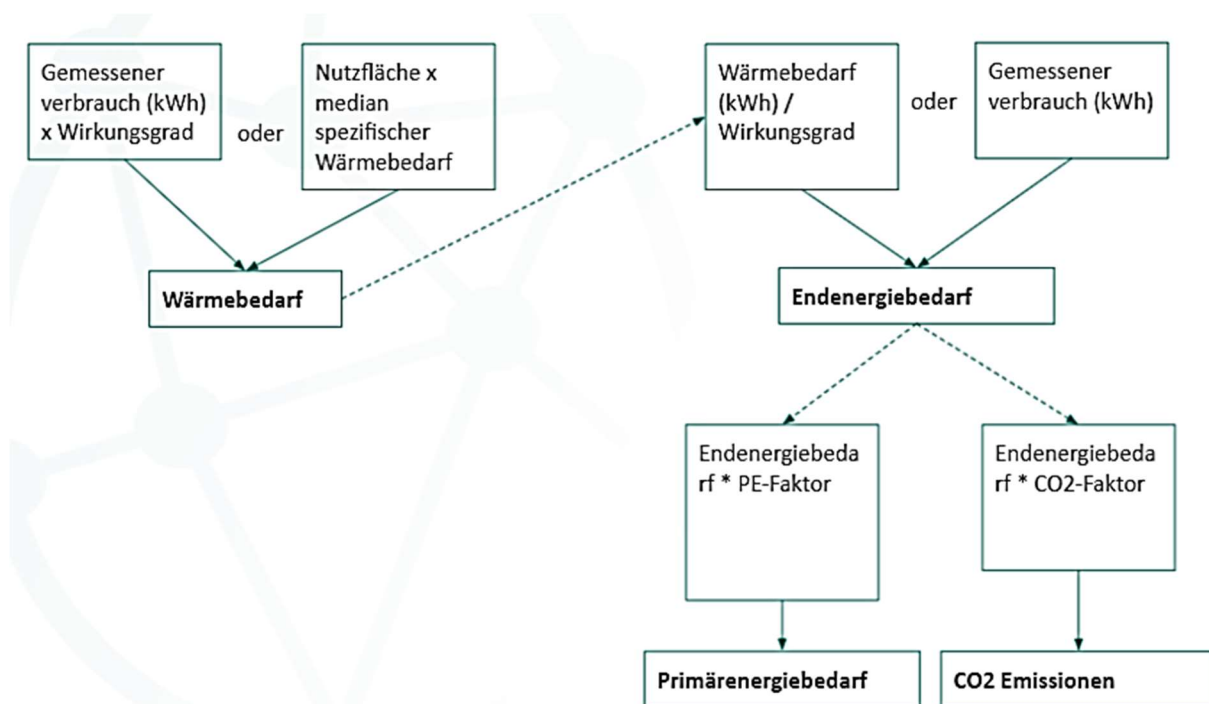 Gemessener
verbrauch (kWh)
x Wirkungsgrad
oder
Nutzfläche x
median
spezifischer
Wärmebedarf
Wärmebedarf
(kWh) /
Wirkungsgrad
oder
Gemessener
verbrauch (kWh)
Wärmebedarf
Endenergiebedarf
Endenergiebeda
rf * PE-Faktor
Endenergiebeda
rf * CO2-Faktor
Primärenergiebedarf
CO2 Emissionen